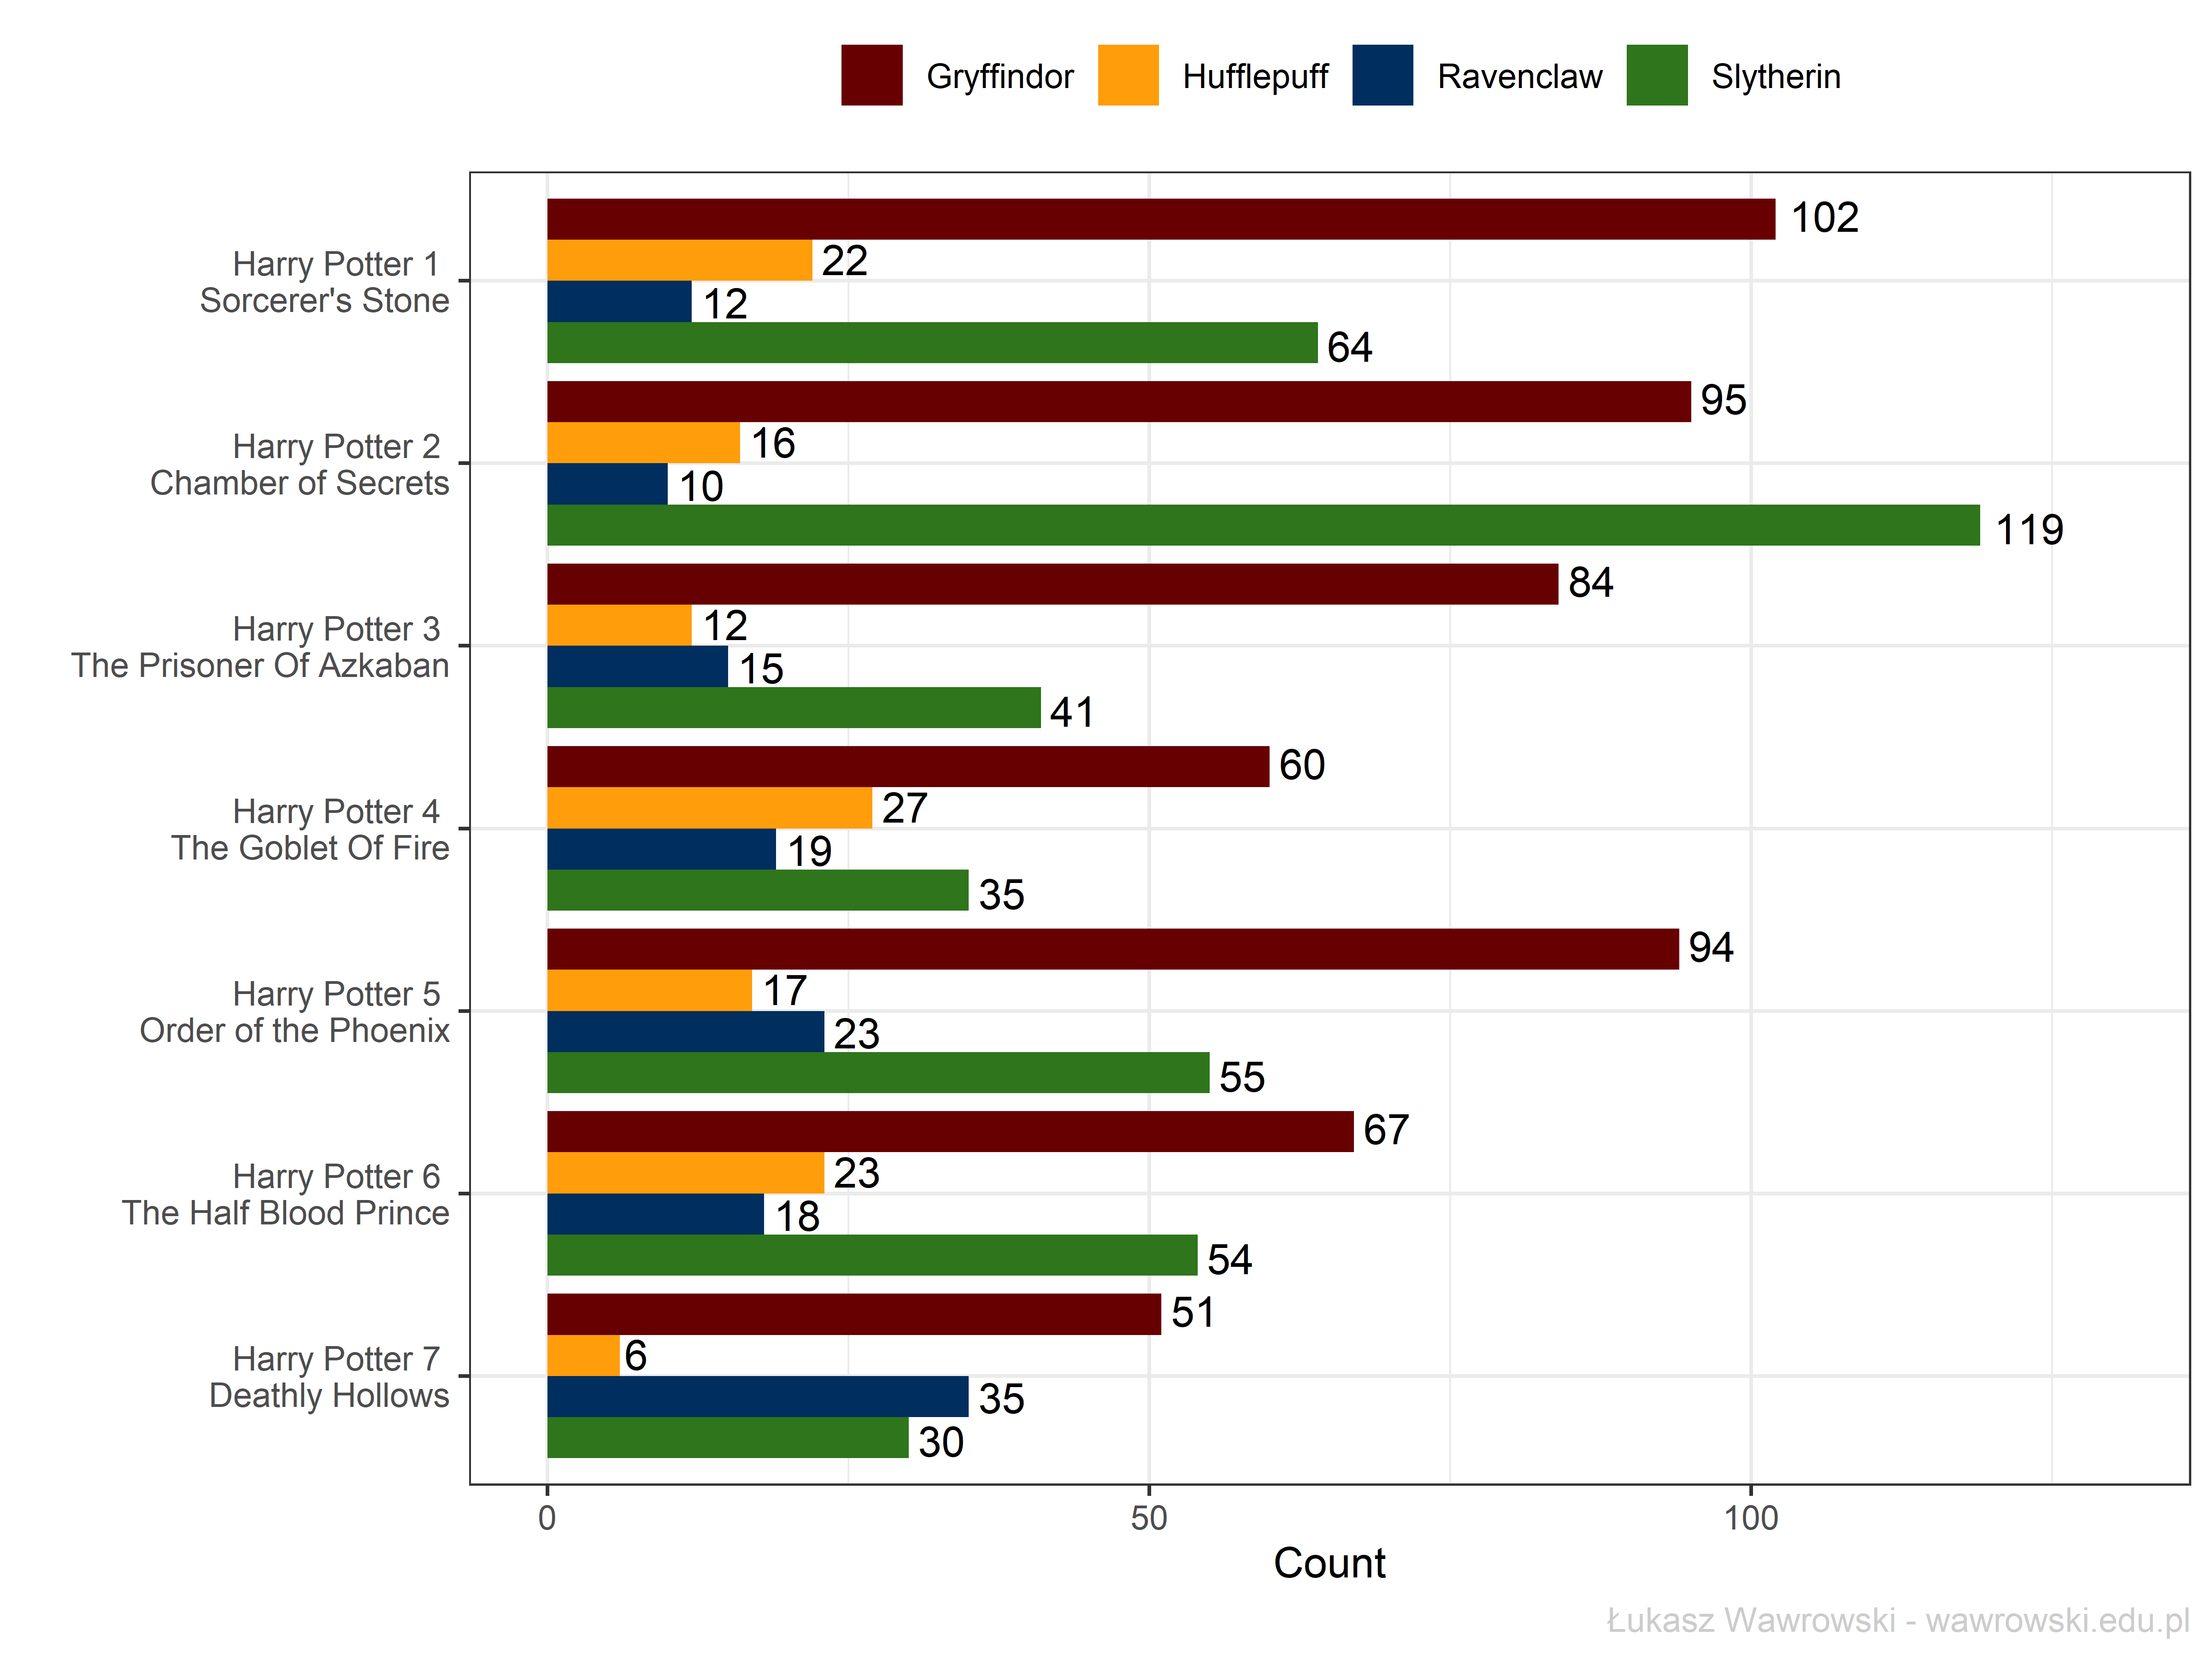 Gryffindor Hufflepuff Ravenclaw Slytherin
Harry Potter 1
Sorcerer's Stone
102
22
12
64
Harry Potter 2
Chamber of Secrets
95
16
10
119
Harry Potter 3
The Prisoner Of Azkaban
84
12
15
41
Harry Potter 4
The Goblet Of Fire
60
27
19
35
Harry Potter 5
Order of the Phoenix
94
17
23
55
Harry Potter 6
The Half Blood Prince
67
23
18
54
Harry Potter 7
Deathly Hollows
51
6
35
30
0 50 100
Count
Łukasz Wawrowski - wawrowski.edu.pl